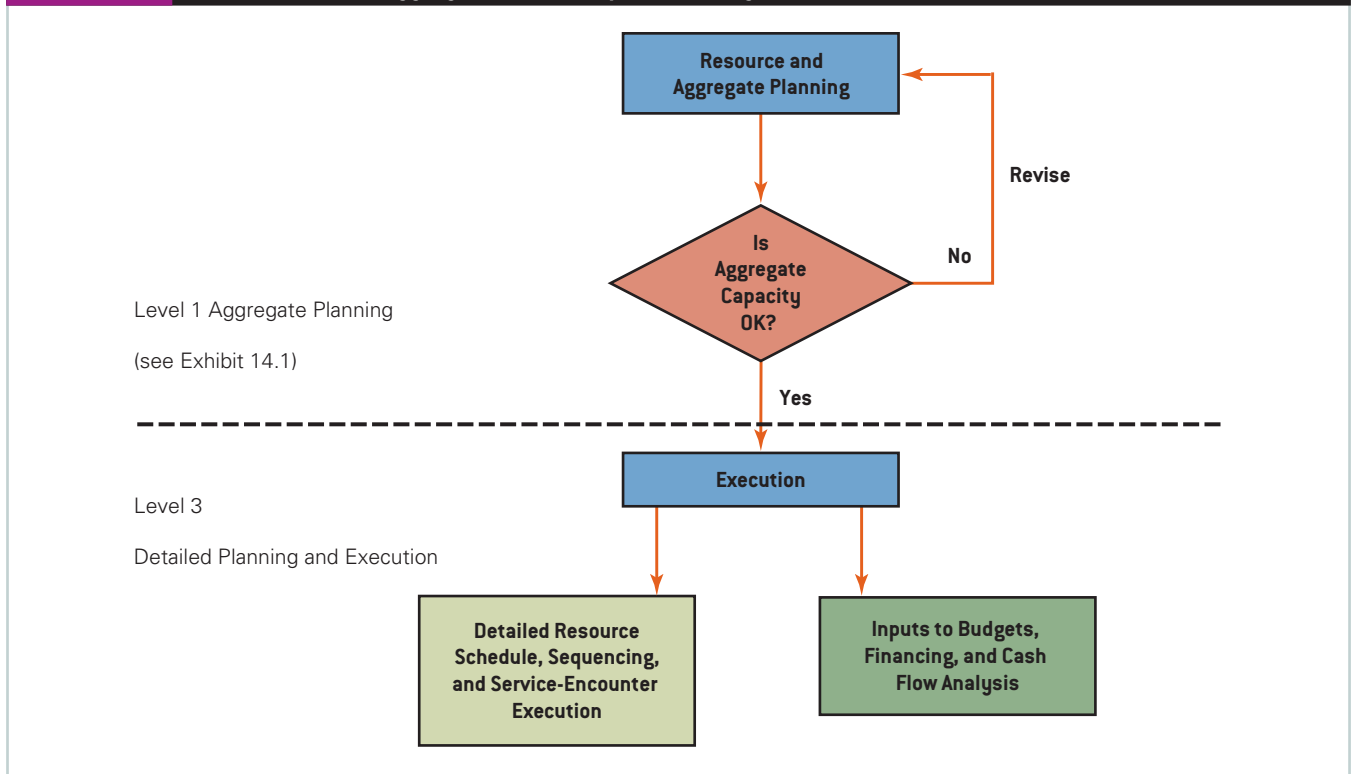 Resource and
Aggregate Planning
Revise
Is
Aggregate
Capacity
OK?
No
Level 1 Aggregate Planning
(see Exhibit 14.1)
Yes
Execution
Level 3
Detailed Planning and Execution
Detailed Resource
Schedule, Sequencing,
and Service-Encounter
Execution
Inputs to Budgets,
Financing, and Cash
Flow Analysis